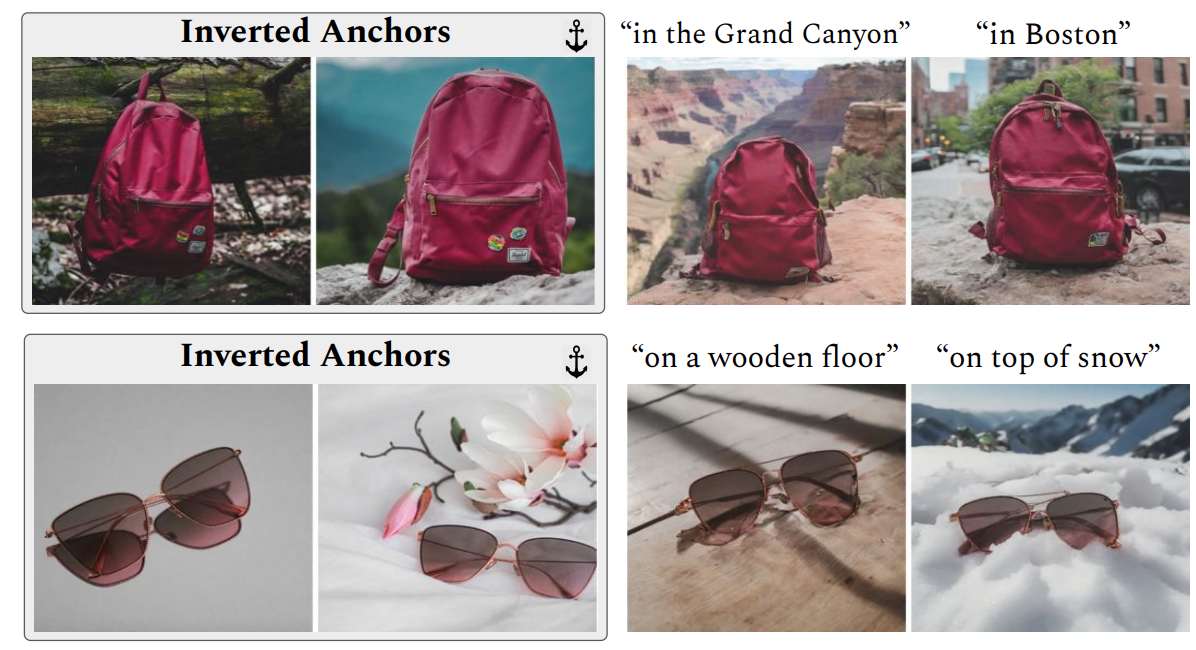 Inverted Anchors
“in the Grand Canyon”
“in Boston”
Inverted Anchors
“on a wooden floor”
“on top of snow”